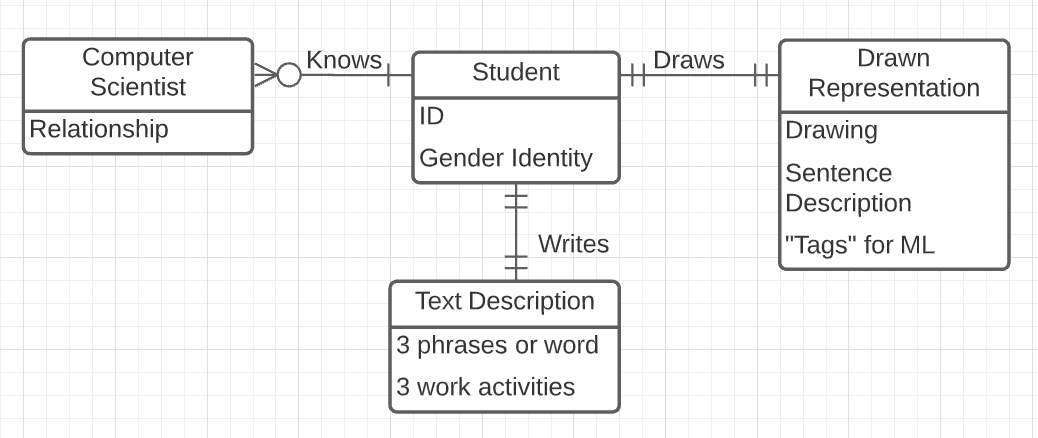 Computer
Scientist
Relationship
Knows
Student
ID
Gender Identity
Draws
Drawn
Representation
Drawing
Sentence
Description
"Tags" for ML
Writes
Text Description
3 phrases or word
3 work activities